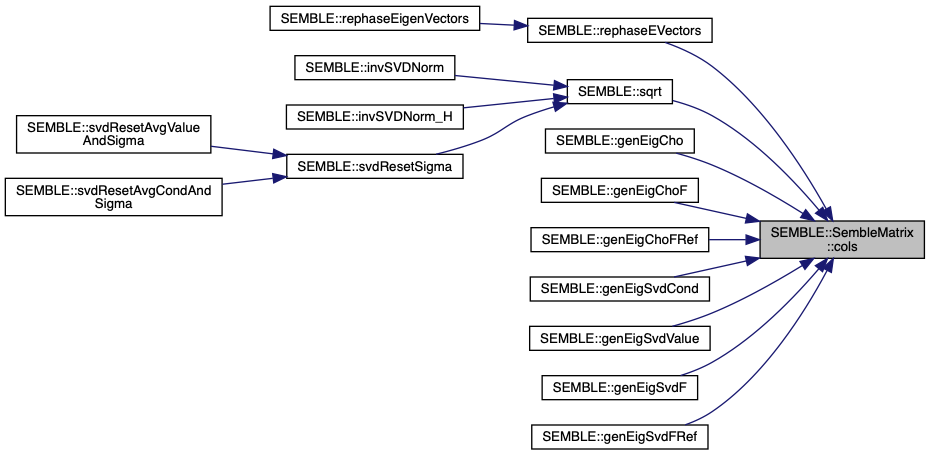 SEMBLE::rephaseEigenVectors
SEMBLE::rephaseEVectors
SEMBLE::invSVDNorm
SEMBLE::sqrt
SEMBLE::invSVDNorm_H
SEMBLE::svdResetAvgValue
AndSigma
SEMBLE::genEigCho
SEMBLE::svdResetSigma
SEMBLE::svdResetAvgCondAnd
Sigma
SEMBLE::genEigChoF
SEMBLE::SembleMatrix
::cols
SEMBLE::genEigChoFRef
SEMBLE::genEigSvdCond
SEMBLE::genEigSvdValue
SEMBLE::genEigSvdF
SEMBLE::genEigSvdFRef